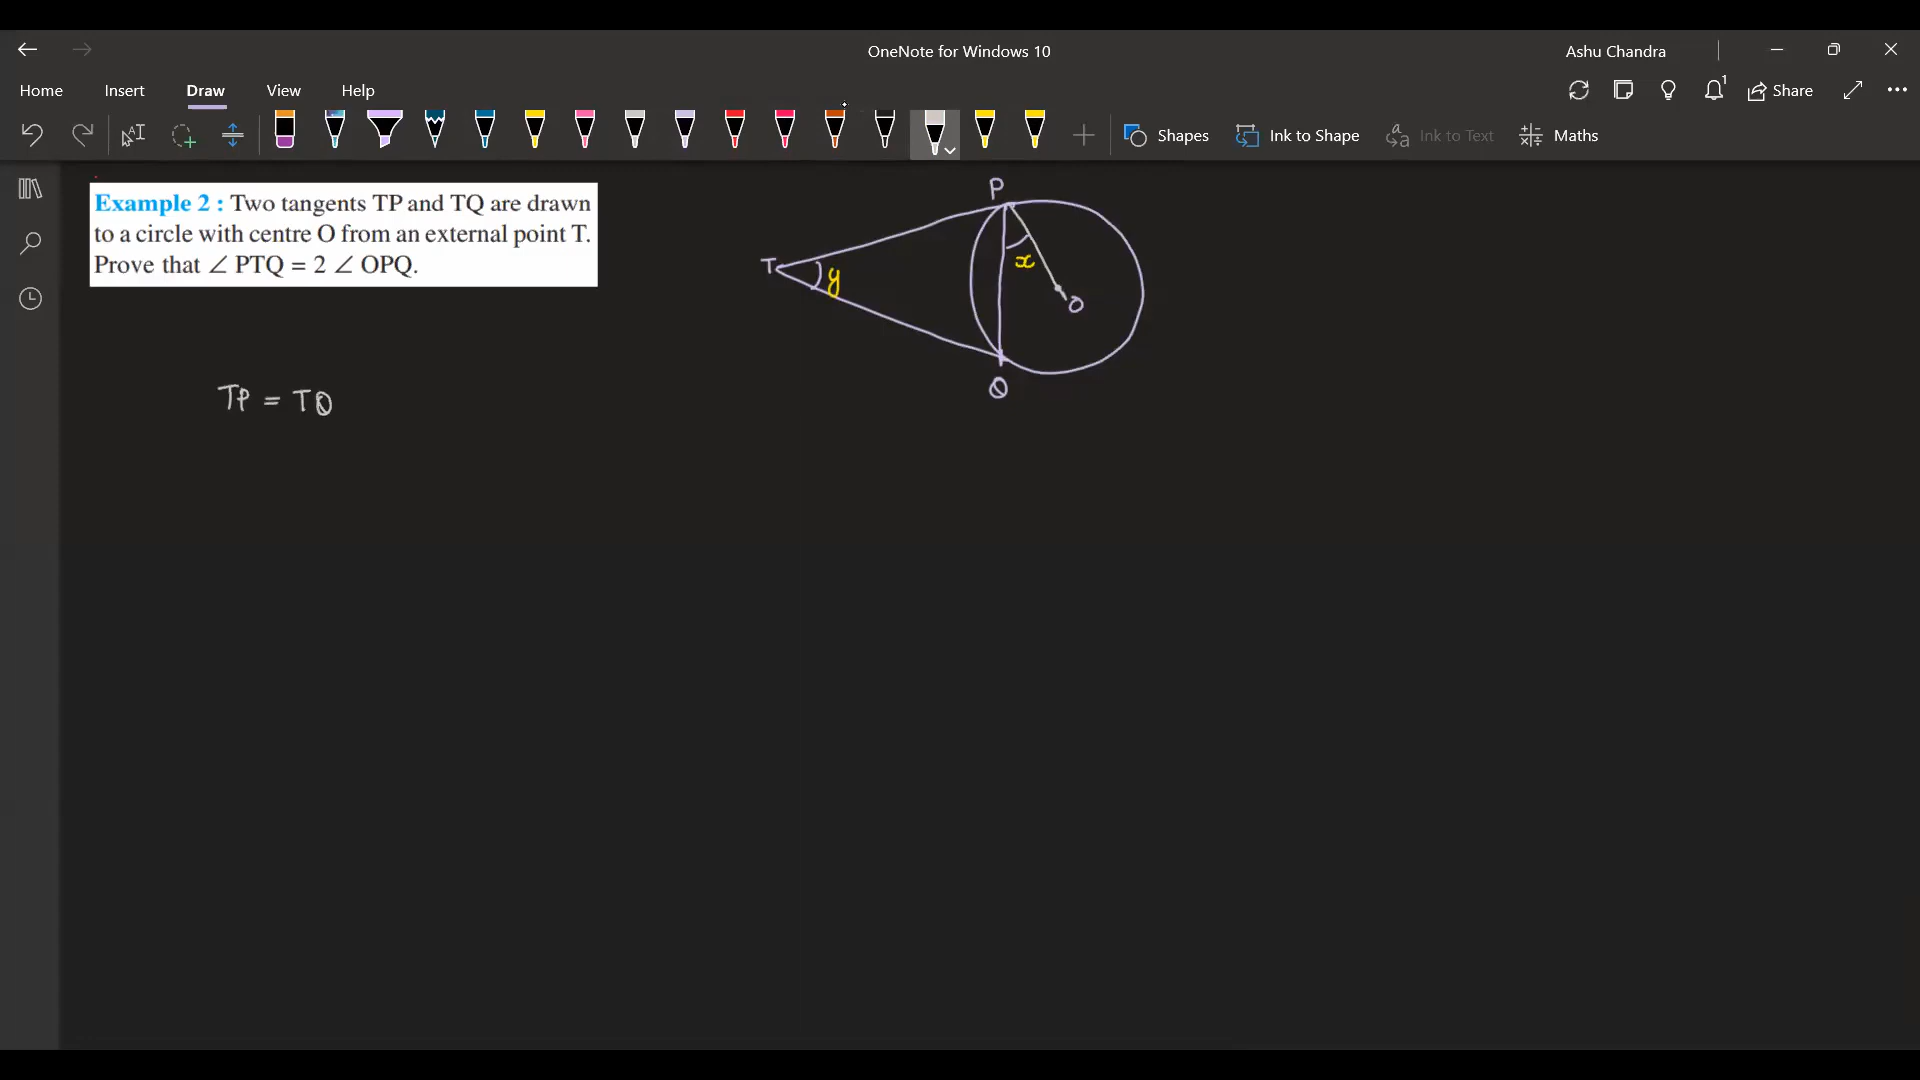 OneNote for Windows 10
Ashu Chandra
Home Insert Draw View Help
1
Share
Shapes
Ink to Shape
Ink to Text
Maths
Example 2 : Two tangents TP and TQ are drawn
to a circle with centre O from an external point T.
Prove that ∠ PTQ = 2 ∠ OPQ.
P
T
y
x
O
Q
TP = TQ